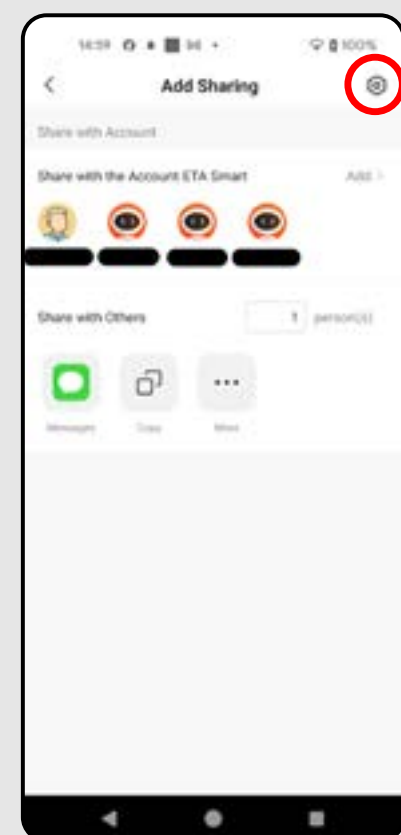 14:59 100%
Add Sharing
Share with Account
Share with the Account ETA Smart Add >
Share with Others 1 person(s)
Messages Copy More